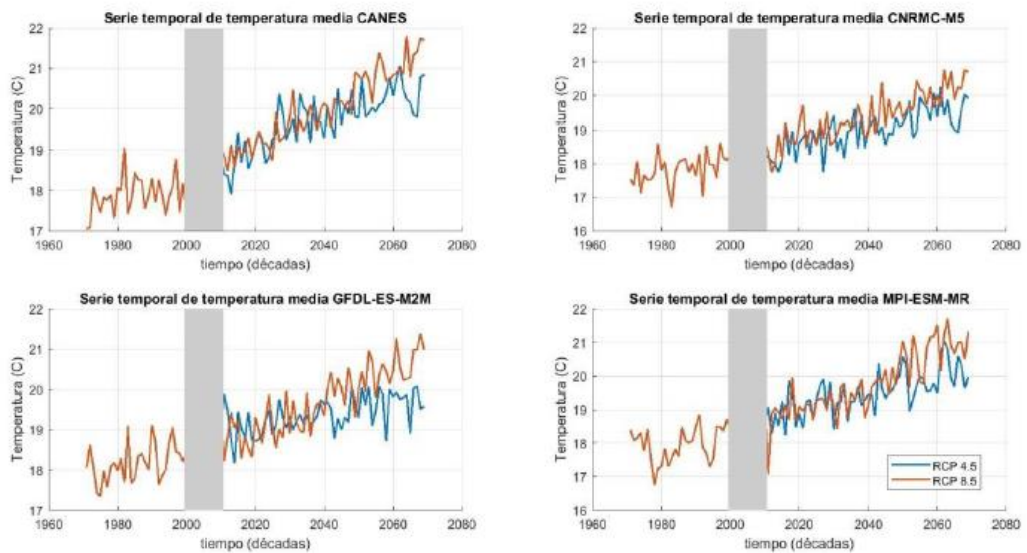 Serie temporal de temperatura media CANES
Temperatura (C)
22
21
20
19
18
17
1960 1980 2000 2020 2040 2060 2080
tiempo (décadas)
Serie temporal de temperatura media CNRMC-M5
Temperatura (C)
22
21
20
19
18
17
16
1960 1980 2000 2020 2040 2060 2080
tiempo (décadas)
Serie temporal de temperatura media GFDL-ES-M2M
Temperatura (C)
22
21
20
19
18
17
1960 1980 2000 2020 2040 2060 2080
tiempo (décadas)
Serie temporal de temperatura media MPI-ESM-MR
Temperatura (C)
22
21
20
19
18
17
16
1960 1980 2000 2020 2040 2060 2080
tiempo (décadas)
RCP 4.5
RCP 8.5